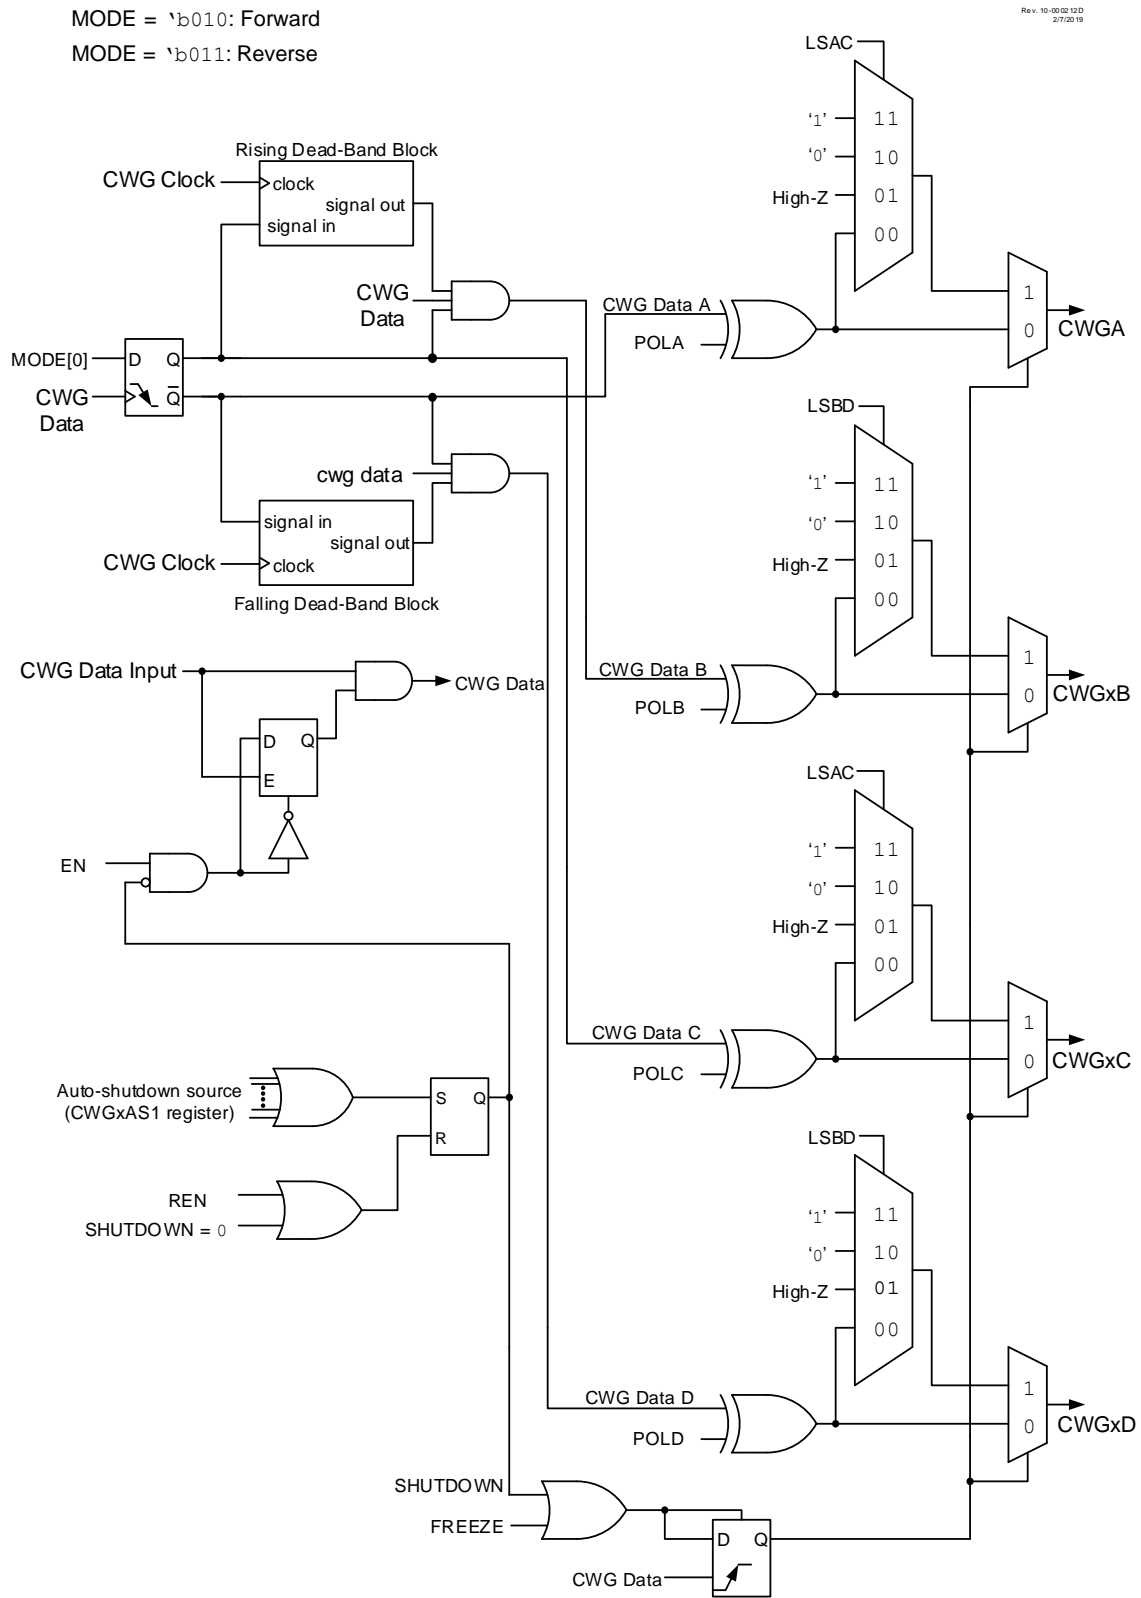 MODE = ‘b010: Forward
MODE = ‘b011: Reverse
Rev. 10-000212D
2/7/2019
LSAC
‘1’ 11
‘0’ 10
High-Z 01
00
Rising Dead-Band Block
CWG Clock
clock
signal out
signal in
CWG
Data
CWG Data A
POLA
1
0
CWGA
MODE[0]
D Q
CWG
Data
Q̅
cwg data
signal in
signal out
CWG Clock
clock
Falling Dead-Band Block
LSBD
‘1’ 11
‘0’ 10
High-Z 01
00
CWG Data B
POLB
1
0
CWGxB
CWG Data Input
CWG Data
D Q
E
EN
LSAC
‘1’ 11
‘0’ 10
High-Z 01
00
CWG Data C
POLC
1
0
CWGxC
Auto-shutdown source
(CWGxAS1 register)
S Q
R
REN
SHUTDOWN = 0
LSBD
‘1’ 11
‘0’ 10
High-Z 01
00
CWG Data D
POLD
1
0
CWGxD
SHUTDOWN
FREEZE
D Q
CWG Data